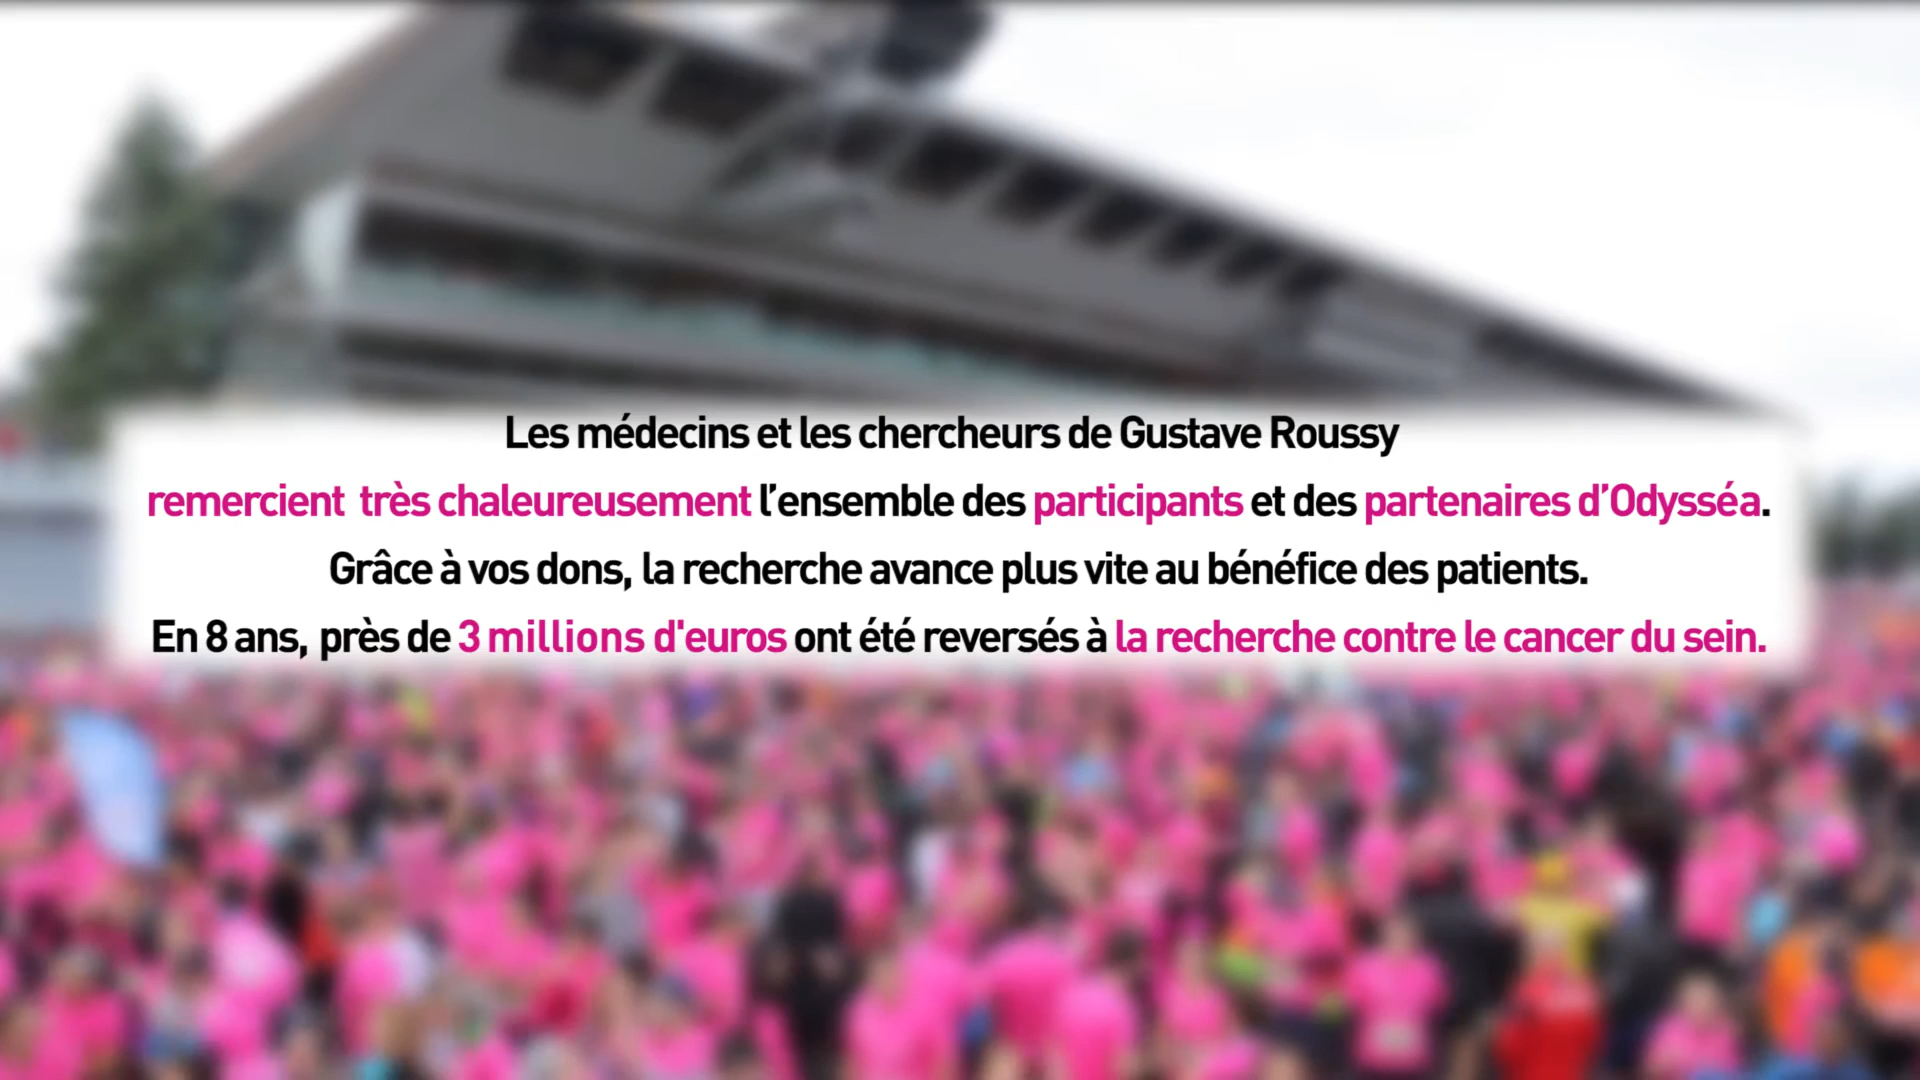 Les médecins et les chercheurs de Gustave Roussy
remercient très chaleureusement l’ensemble des participants et des partenaires d’Odysséa.
Grâce à vos dons, la recherche avance plus vite au bénéfice des patients.
En 8 ans, près de 3 millions d'euros ont été reversés à la recherche contre le cancer du sein.